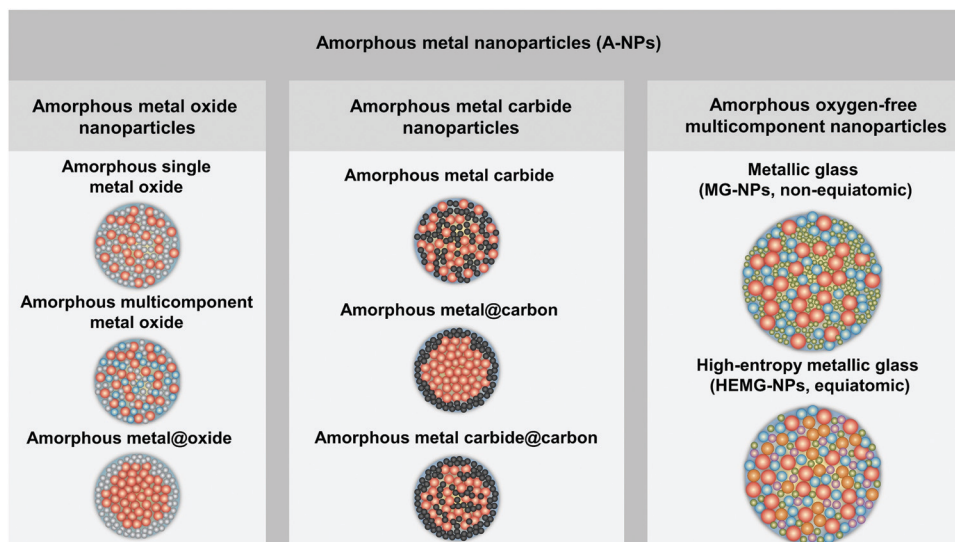 Amorphous metal nanoparticles (A-NPs)
Amorphous metal oxide
nanoparticles
Amorphous single
metal oxide
Amorphous multicomponent
metal oxide
Amorphous metal@oxide
Amorphous metal carbide
nanoparticles
Amorphous metal carbide
Amorphous metal@carbon
Amorphous metal carbide@carbon
Amorphous oxygen-free
multicomponent nanoparticles
Metallic glass
(MG-NPs, non-equiatomic)
High-entropy metallic glass
(HEMG-NPs, equiatomic)